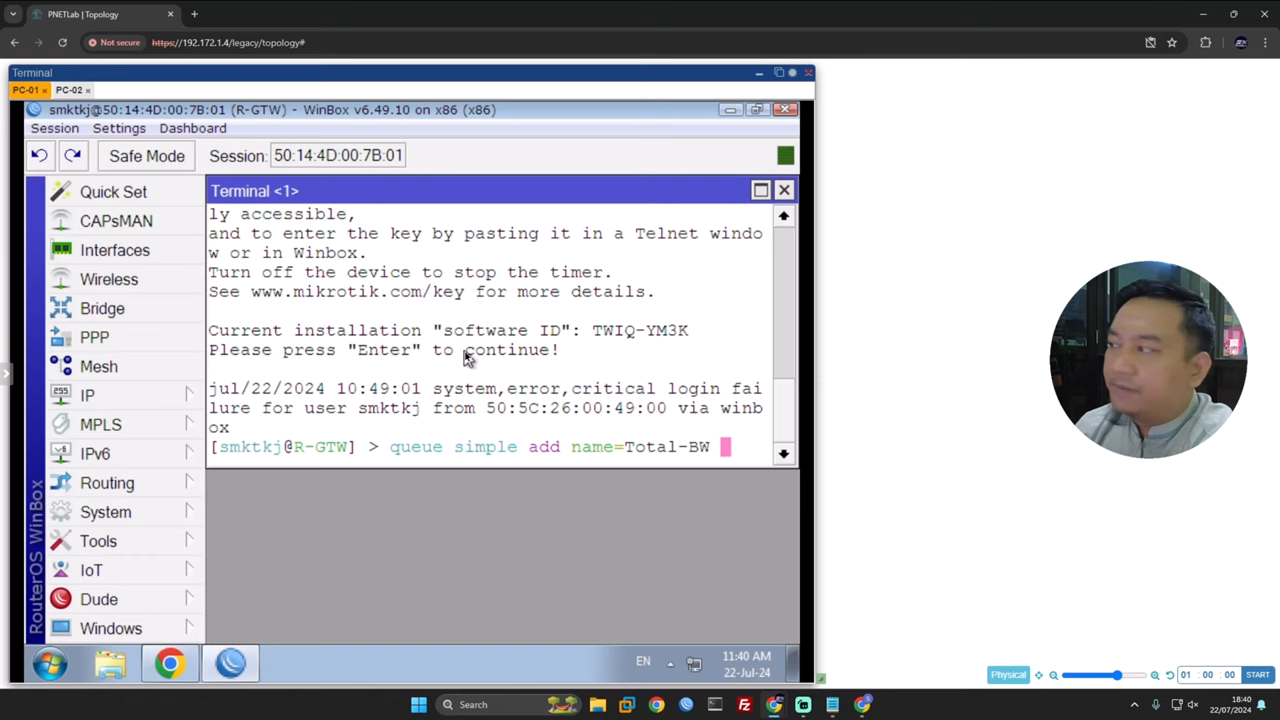 PNETLab | Topology
Not secure
https://192.172.1.4/legacy/topology#
Terminal
PC-01
PC-02
smktkj@50:14:4D:00:7B:01 (R-GTW) - WinBox v6.49.10 on x86 (x86)
Session Settings Dashboard
Safe Mode Session: 50:14:4D:00:7B:01
Quick Set
CAPsMAN
Interfaces
Wireless
Bridge
PPP
Mesh
IP
MPLS
IPv6
Routing
System
Tools
IoT
Dude
Windows
RouterOS WinBox
Terminal <1>
ly accessible,
and to enter the key by pasting it in a Telnet windo
w or in Winbox.
Turn off the device to stop the timer.
See www.mikrotik.com/key for more details.
Current installation "software ID": TWIQ-YM3K
Please press "Enter" to continue!
jul/22/2024 10:49:01 system,error,critical login fai
lure for user smktkj from 50:5C:26:00:49:00 via winb
ox
[smktkj@R-GTW] > queue simple add name=Total-BW
EN
11:40 AM
22-Jul-24
Physical
01 : 00 : 00 START
Search
18:40
22/07/2024